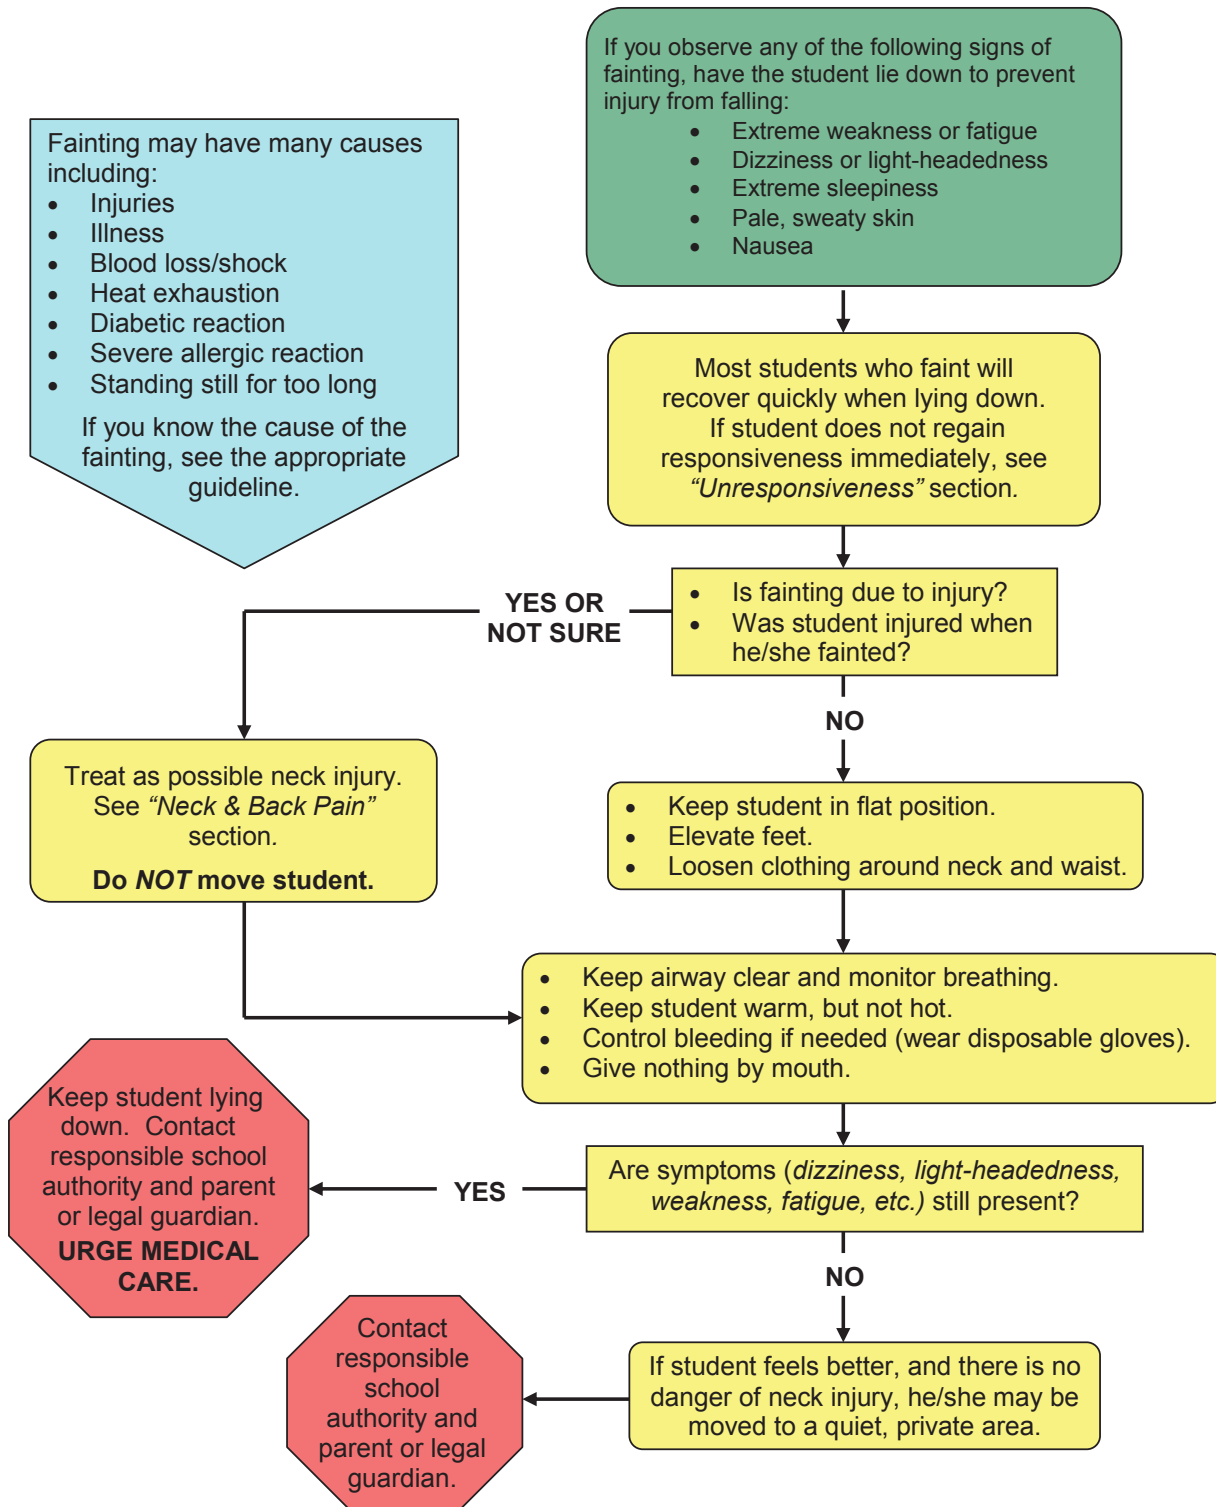 If you observe any of the following signs of
fainting, have the student lie down to prevent
injury from falling:
• Extreme weakness or fatigue
• Dizziness or light-headedness
• Extreme sleepiness
• Pale, sweaty skin
• Nausea
Fainting may have many causes
including:
• Injuries
• Illness
• Blood loss/shock
• Heat exhaustion
• Diabetic reaction
• Severe allergic reaction
• Standing still for too long
If you know the cause of the
fainting, see the appropriate
guideline.
Most students who faint will
recover quickly when lying down.
If student does not regain
responsiveness immediately, see
“Unresponsiveness” section.
• Is fainting due to injury?
• Was student injured when
he/she fainted?
YES OR
NOT SURE
NO
Treat as possible neck injury.
See “Neck & Back Pain”
section.
Do NOT move student.
• Keep student in flat position.
• Elevate feet.
• Loosen clothing around neck and waist.
• Keep airway clear and monitor breathing.
• Keep student warm, but not hot.
• Control bleeding if needed (wear disposable gloves).
• Give nothing by mouth.
Are symptoms (dizziness, light-headedness,
weakness, fatigue, etc.) still present?
YES
Keep student lying
down.  Contact
responsible school
authority and parent
or legal guardian.
URGE MEDICAL
CARE.
NO
If student feels better, and there is no
danger of neck injury, he/she may be
moved to a quiet, private area.
Contact
responsible
school
authority and
parent or legal
guardian.